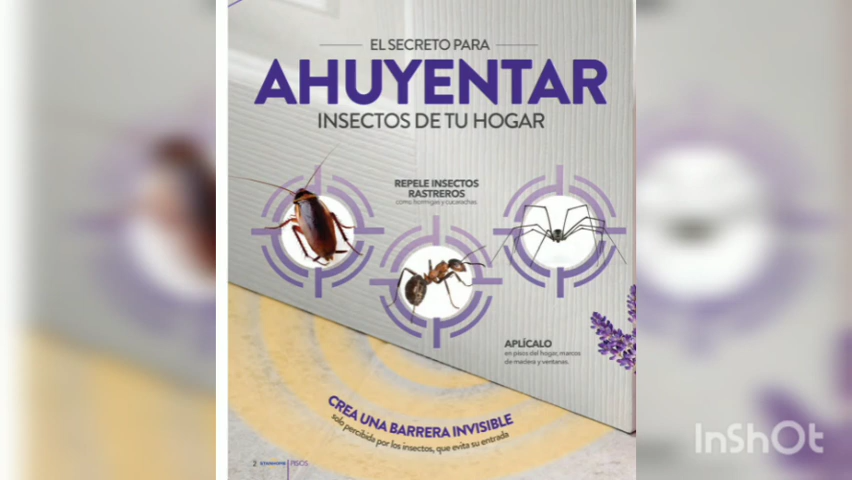 EL SECRETO PARA
AHUYENTAR
INSECTOS DE TU HOGAR
REPELE INSECTOS
RASTREROS
como hormigas y cucarachas.
APLÍCALO
en pisos del hogar, marcos
de madera y ventanas.
CREA UNA BARRERA INVISIBLE
solo percibida por los insectos, que evita su entrada
2 STANHOME | PISOS
InShOt